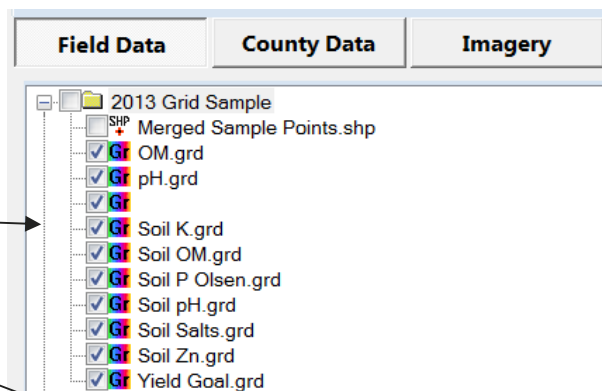 Field Data County Data Imagery
2013 Grid Sample
SHP Merged Sample Points.shp
Gr OM.grd
Gr pH.grd
Gr
Gr Soil K.grd
Gr Soil OM.grd
Gr Soil P Olsen.grd
Gr Soil pH.grd
Gr Soil Salts.grd
Gr Soil Zn.grd
Gr Yield Goal.grd